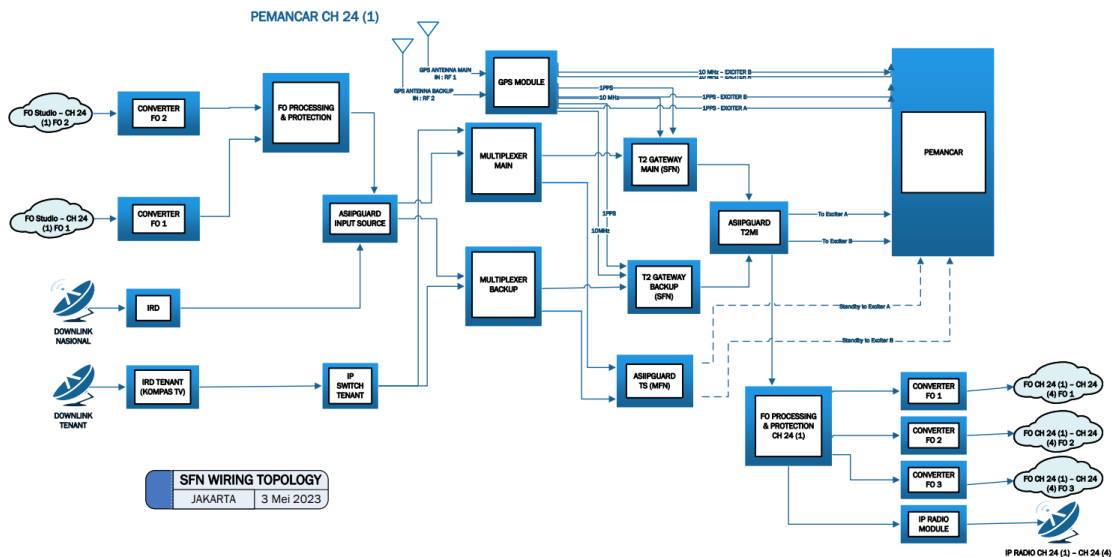 PEMANCAR CH 24 (1)
GPS ANTENNA MAIN
IN : RF 1
GPS ANTENNA BACKUP
IN : RF 2
GPS MODULE
10 MHz – EXCITER B
1PPS - EXCITER B
1PPS - EXCITER A
1PPS
10 MHz
PEMANCAR
FO Studio – CH 24
(1) FO 2
CONVERTER
FO 2
FO PROCESSING
& PROTECTION
MULTIPLEXER
MAIN
T2 GATEWAY
MAIN (SFN)
FO Studio – CH 24
(1) FO 1
CONVERTER
FO 1
ASIIPGUARD
INPUT SOURCE
1PPS
10MHz
ASIIPGUARD
T2MI
To Exciter A
To Exciter B
MULTIPLEXER
BACKUP
T2 GATEWAY
BACKUP
(SFN)
DOWNLINK
NASIONAL
IRD
Standby to Exciter A
Standby to Exciter B
DOWNLINK
TENANT
IRD TENANT
(KOMPAS TV)
IP
SWITCH
TENANT
ASIIPGUARD
TS (MFN)
FO PROCESSING
& PROTECTION
CH 24 (1)
CONVERTER
FO 1
FO CH 24 (1) – CH 24
(4) FO 1
CONVERTER
FO 2
FO CH 24 (1) – CH 24
(4) FO 2
CONVERTER
FO 3
FO CH 24 (1) – CH 24
(4) FO 3
IP RADIO
MODULE
IP RADIO CH 24 (1) – CH 24 (4)
SFN WIRING TOPOLOGY
JAKARTA
3 Mei 2023